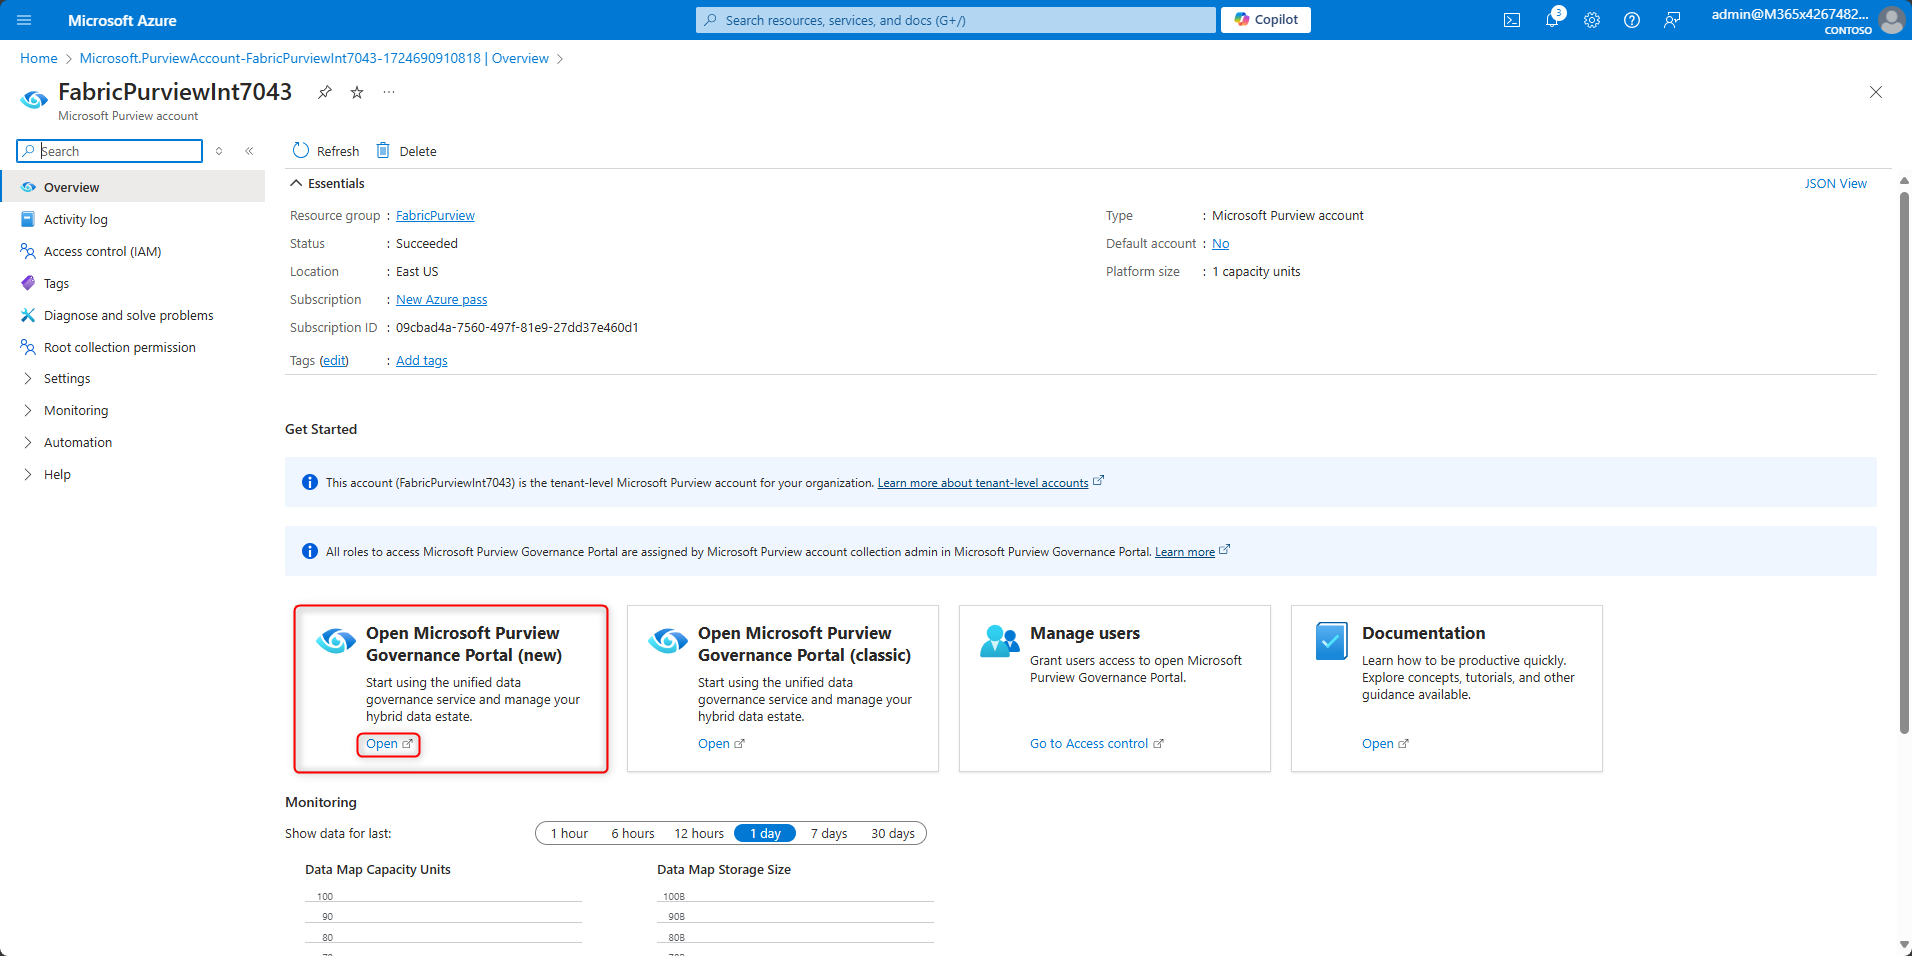 Microsoft Azure
Search resources, services, and docs (G+/)
Copilot
3
admin@M365x4267482...
CONTOSO
Home > Microsoft.PurviewAccount-FabricPurviewInt7043-1724690910818 | Overview >
FabricPurviewInt7043
...
Microsoft Purview account
Search
Refresh
Delete
Overview
Activity log
Access control (IAM)
Tags
Diagnose and solve problems
Root collection permission
Settings
Monitoring
Automation
Help
Essentials
JSON View
Resource group : FabricPurview
Status : Succeeded
Location : East US
Subscription : New Azure pass
Subscription ID : 09cbad4a-7560-497f-81e9-27dd37e460d1
Tags (edit) : Add tags
Type : Microsoft Purview account
Default account : No
Platform size : 1 capacity units
Get Started
This account (FabricPurviewInt7043) is the tenant-level Microsoft Purview account for your organization. Learn more about tenant-level accounts
All roles to access Microsoft Purview Governance Portal are assigned by Microsoft Purview account collection admin in Microsoft Purview Governance Portal. Learn more
Open Microsoft Purview
Governance Portal (new)
Start using the unified data
governance service and manage your
hybrid data estate.
Open
Open Microsoft Purview
Governance Portal (classic)
Start using the unified data
governance service and manage your
hybrid data estate.
Open
Manage users
Grant users access to open Microsoft
Purview Governance Portal.
Go to Access control
Documentation
Learn how to be productive quickly.
Explore concepts, tutorials, and other
guidance available.
Open
Monitoring
Show data for last:
1 hour
6 hours
12 hours
1 day
7 days
30 days
Data Map Capacity Units
100
90
80
Data Map Storage Size
100B
90B
80B